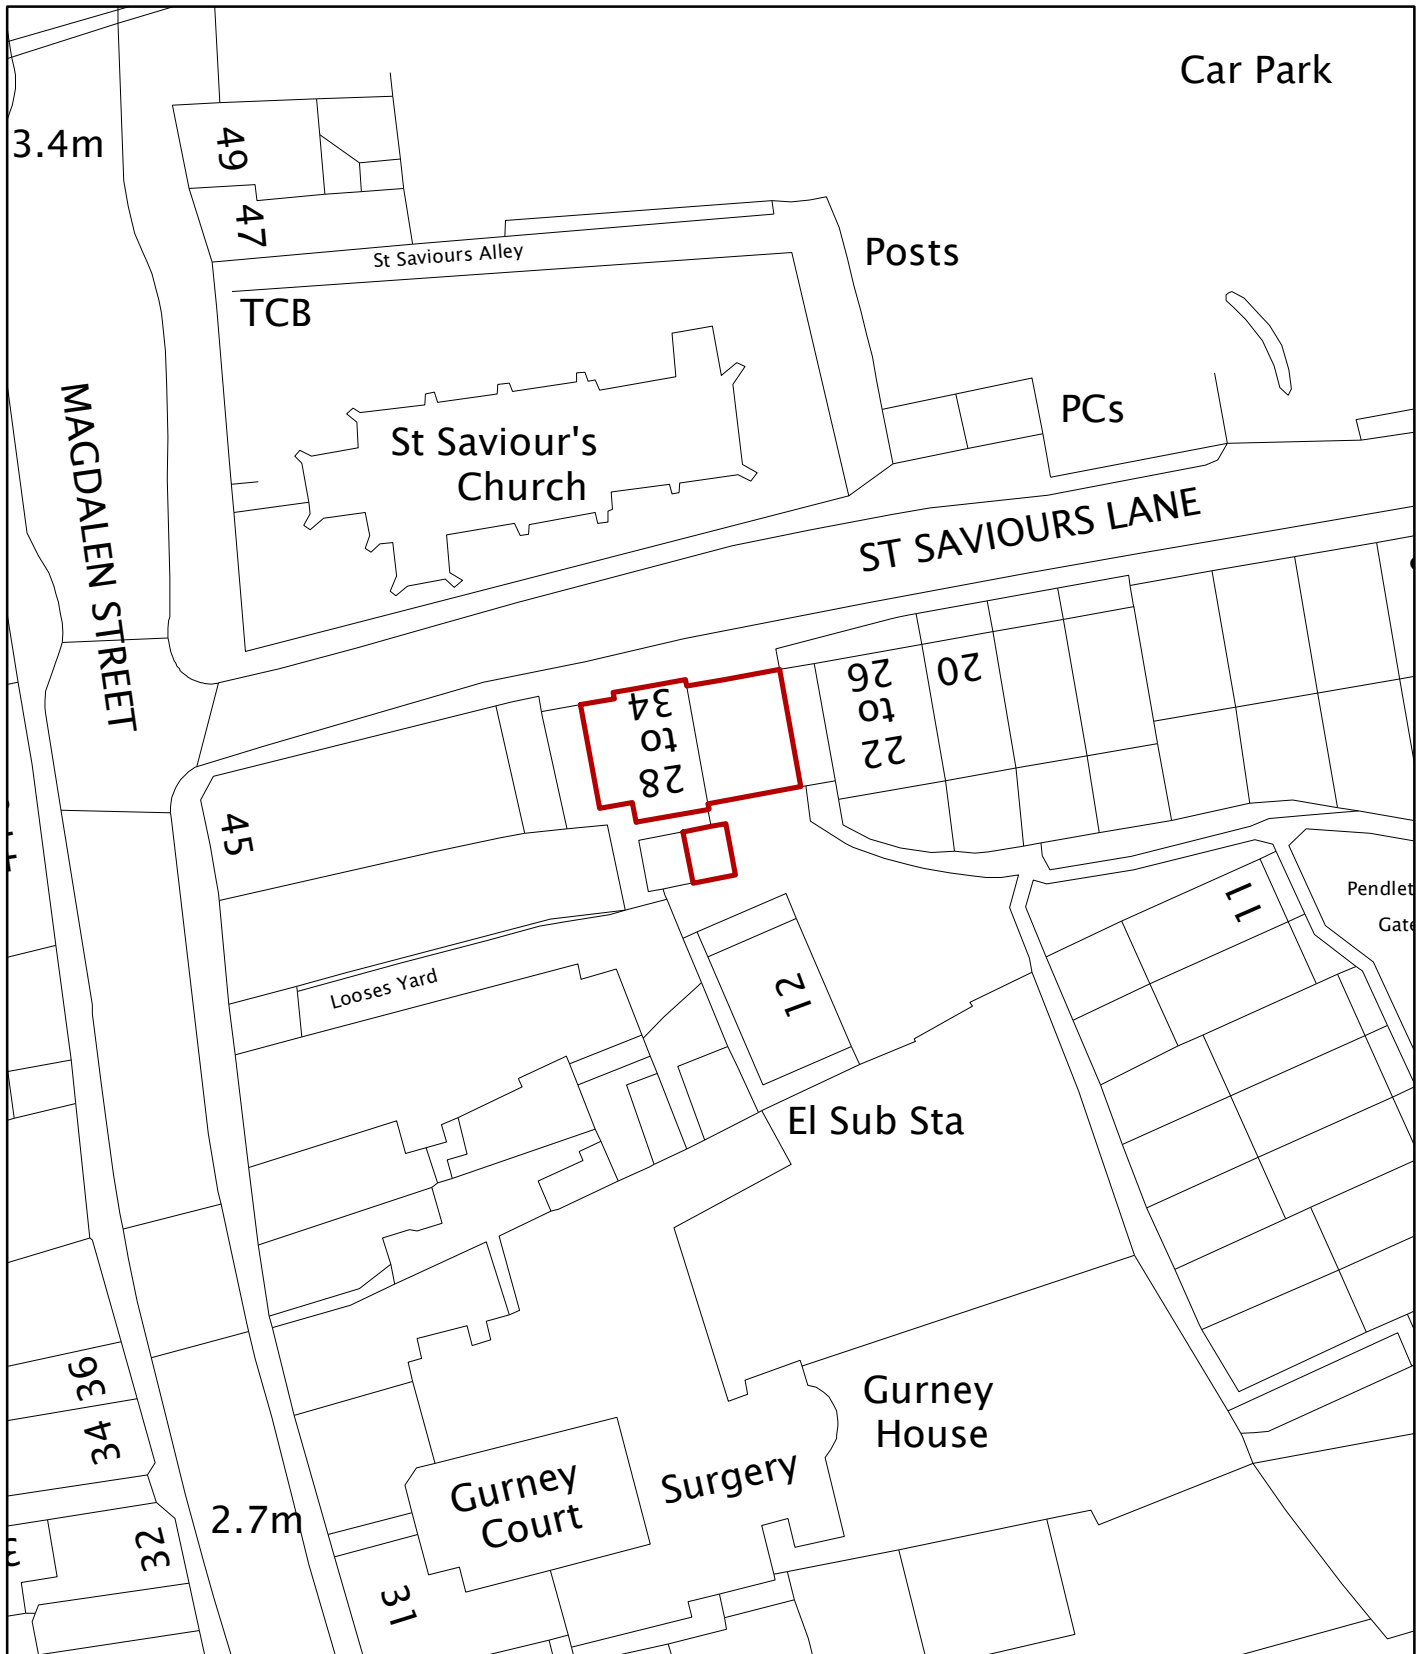 Car Park
3.4m
49
47
St Saviours Alley
Posts
TCB
PCs
MAGDALEN STREET
St Saviour's
Church
ST SAVIOURS LANE
34
to
28
26
to
22
20
45
11
Looses Yard
12
El Sub Sta
36
34
Gurney
House
Gurney
Court
Surgery
2.7m
32
31